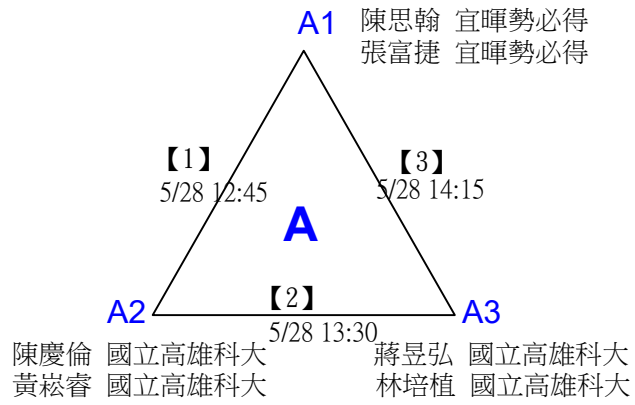 A1
陳思翰 宜暉勢必得
張富捷 宜暉勢必得
【1】
5/28 12:45
【3】
5/28 14:15
A
A2
【2】
A3
5/28 13:30
陳慶倫 國立高雄科大
黃崧睿 國立高雄科大
蔣昱弘 國立高雄科大
林培植 國立高雄科大